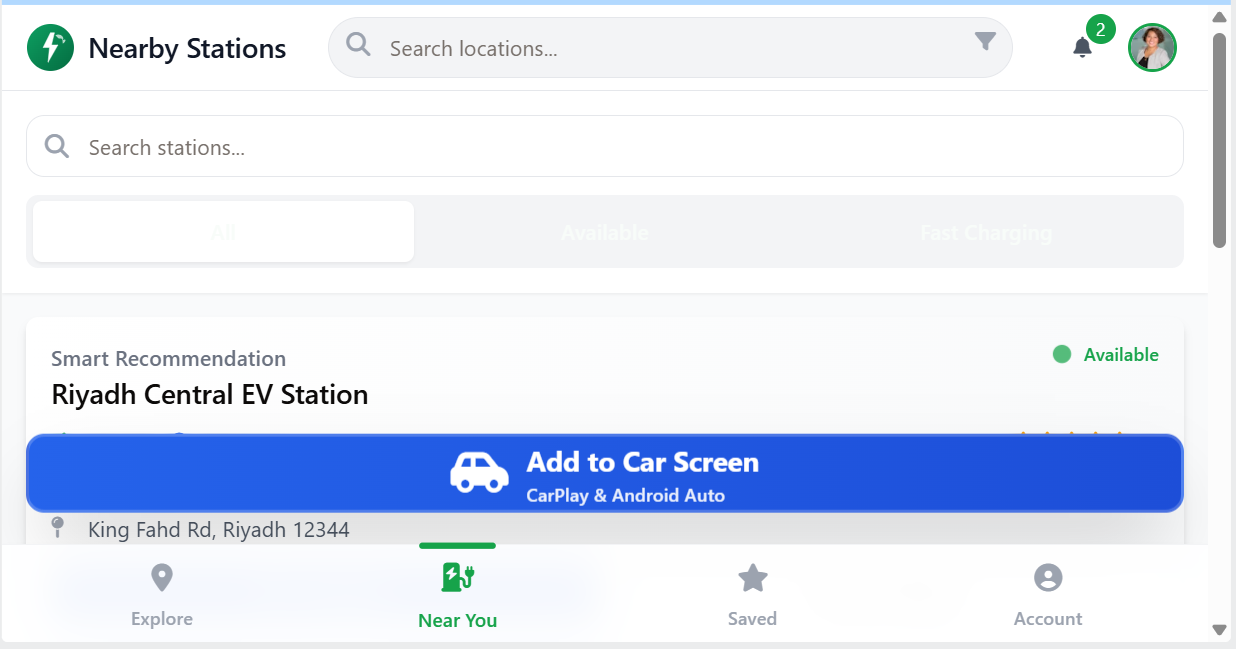 Nearby Stations
Search locations...
2
Search stations...
All
Available
Fast Charging
Smart Recommendation
Available
Riyadh Central EV Station
Add to Car Screen
CarPlay & Android Auto
King Fahd Rd, Riyadh 12344
Explore
Near You
Saved
Account